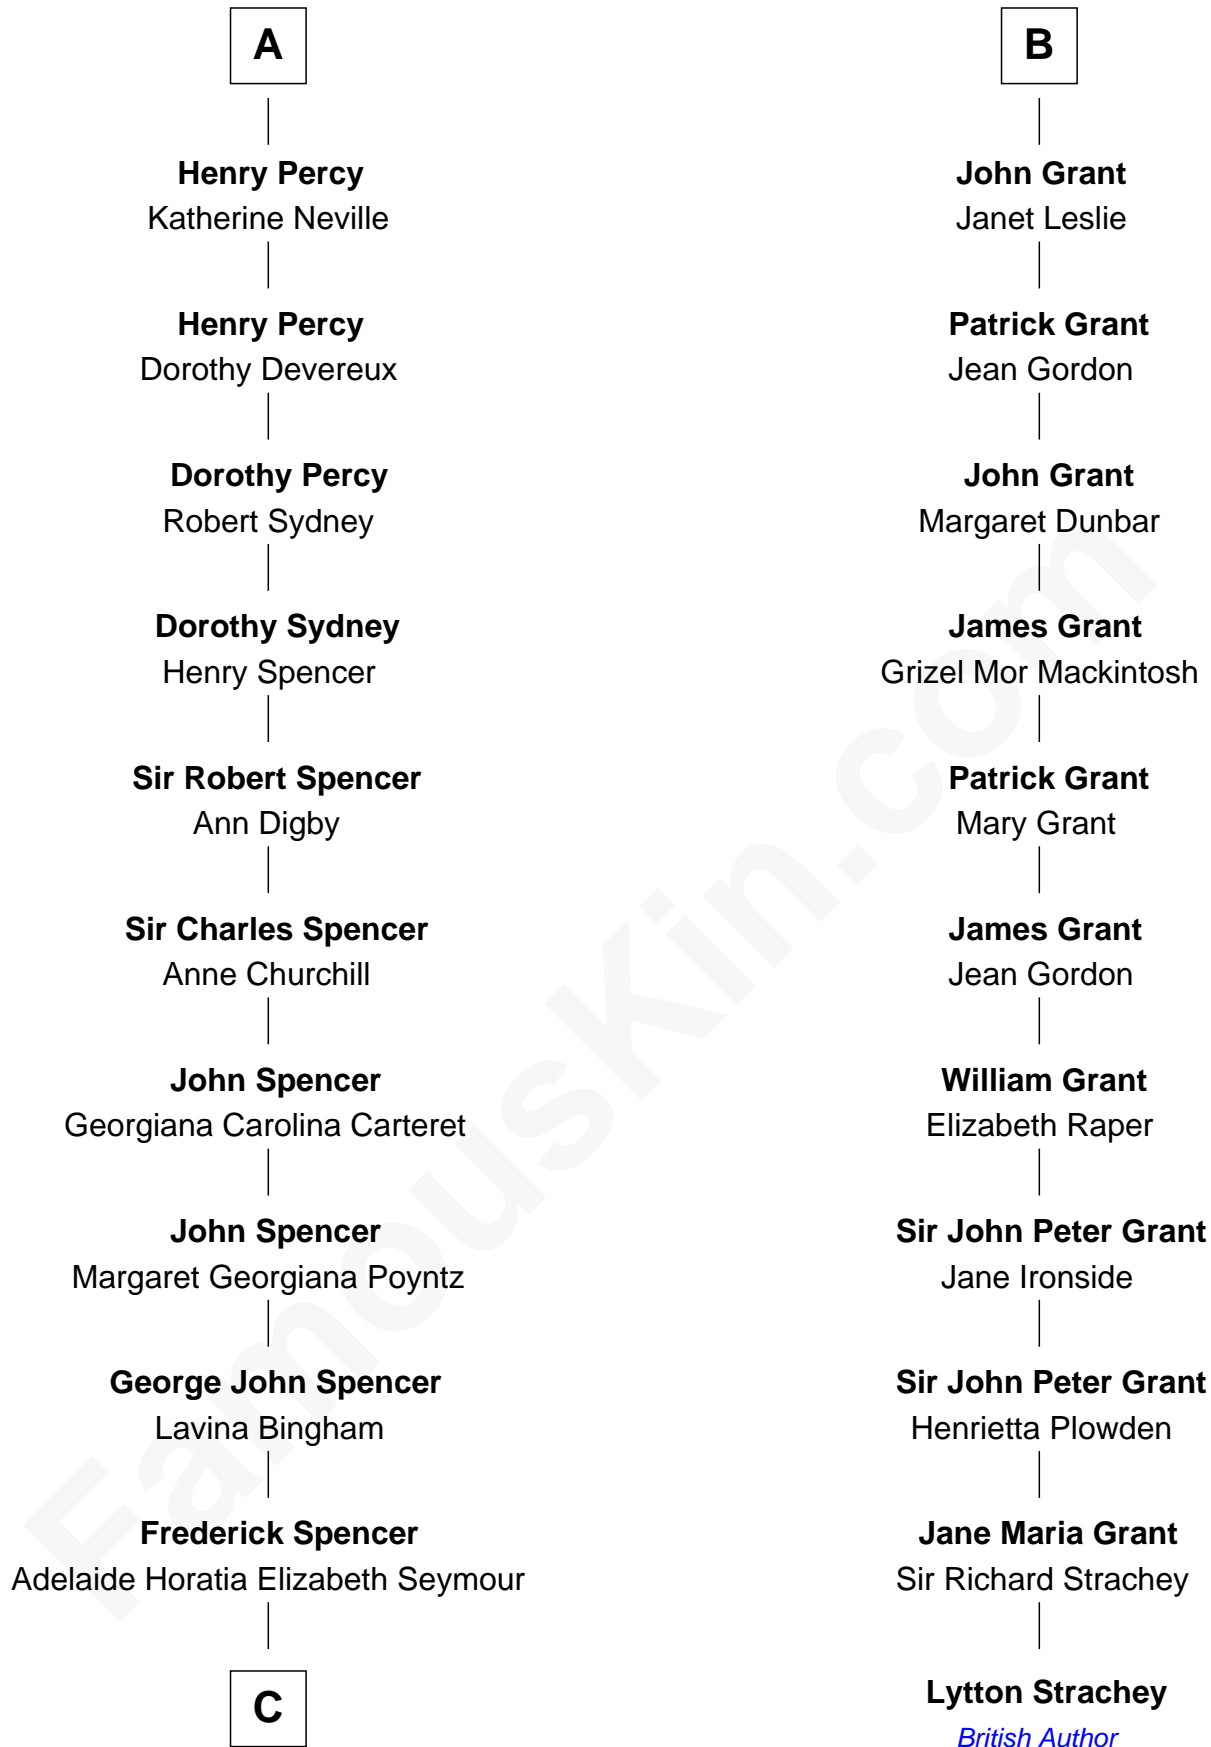 A
Henry Percy
Katherine Neville
Henry Percy
Dorothy Devereux
Dorothy Percy
Robert Sydney
Dorothy Sydney
Henry Spencer
Sir Robert Spencer
Ann Digby
Sir Charles Spencer
Anne Churchill
John Spencer
Georgiana Carolina Carteret
John Spencer
Margaret Georgiana Poyntz
George John Spencer
Lavina Bingham
Frederick Spencer
Adelaide Horatia Elizabeth Seymour
C
B
John Grant
Janet Leslie
Patrick Grant
Jean Gordon
John Grant
Margaret Dunbar
James Grant
Grizel Mor Mackintosh
Patrick Grant
Mary Grant
James Grant
Jean Gordon
William Grant
Elizabeth Raper
Sir John Peter Grant
Jane Ironside
Sir John Peter Grant
Henrietta Plowden
Jane Maria Grant
Sir Richard Strachey
Lytton Strachey
British Author
FamousKin.com